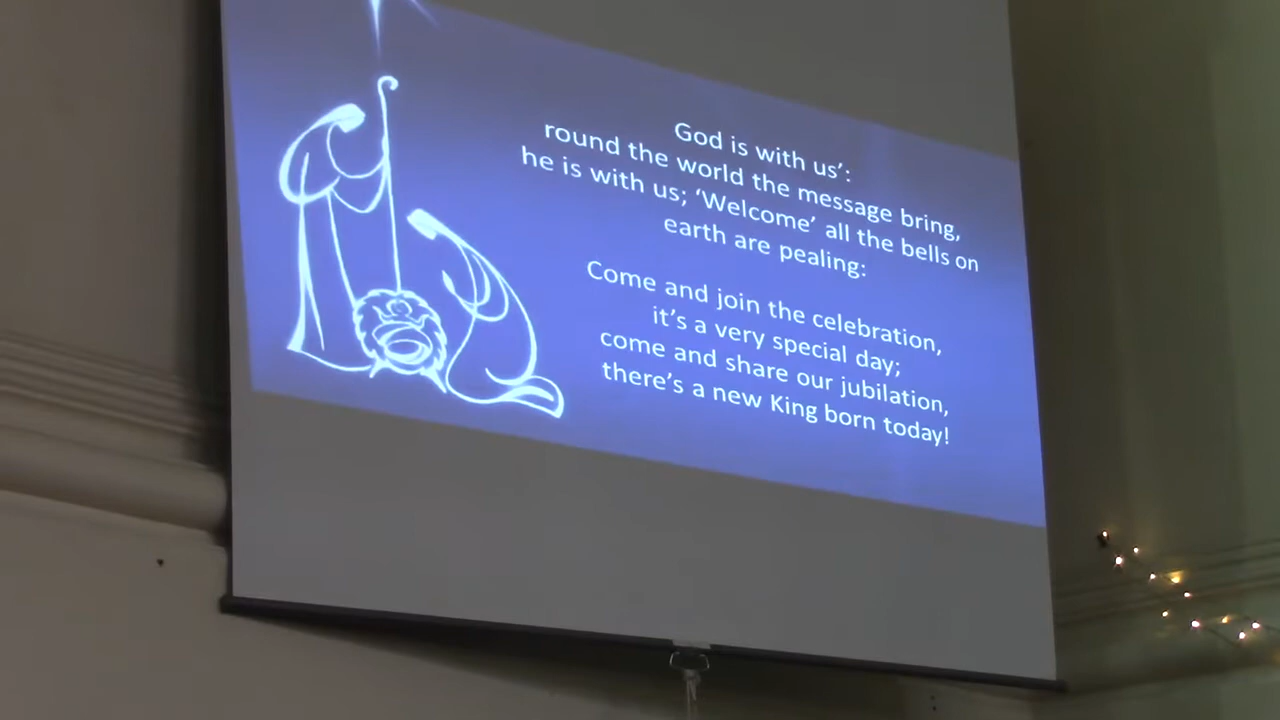 God is with us’:
round the world the message bring,
he is with us; ‘Welcome’ all the bells on
earth are pealing:
Come and join the celebration,
it’s a very special day;
come and share our jubilation,
there’s a new King born today!